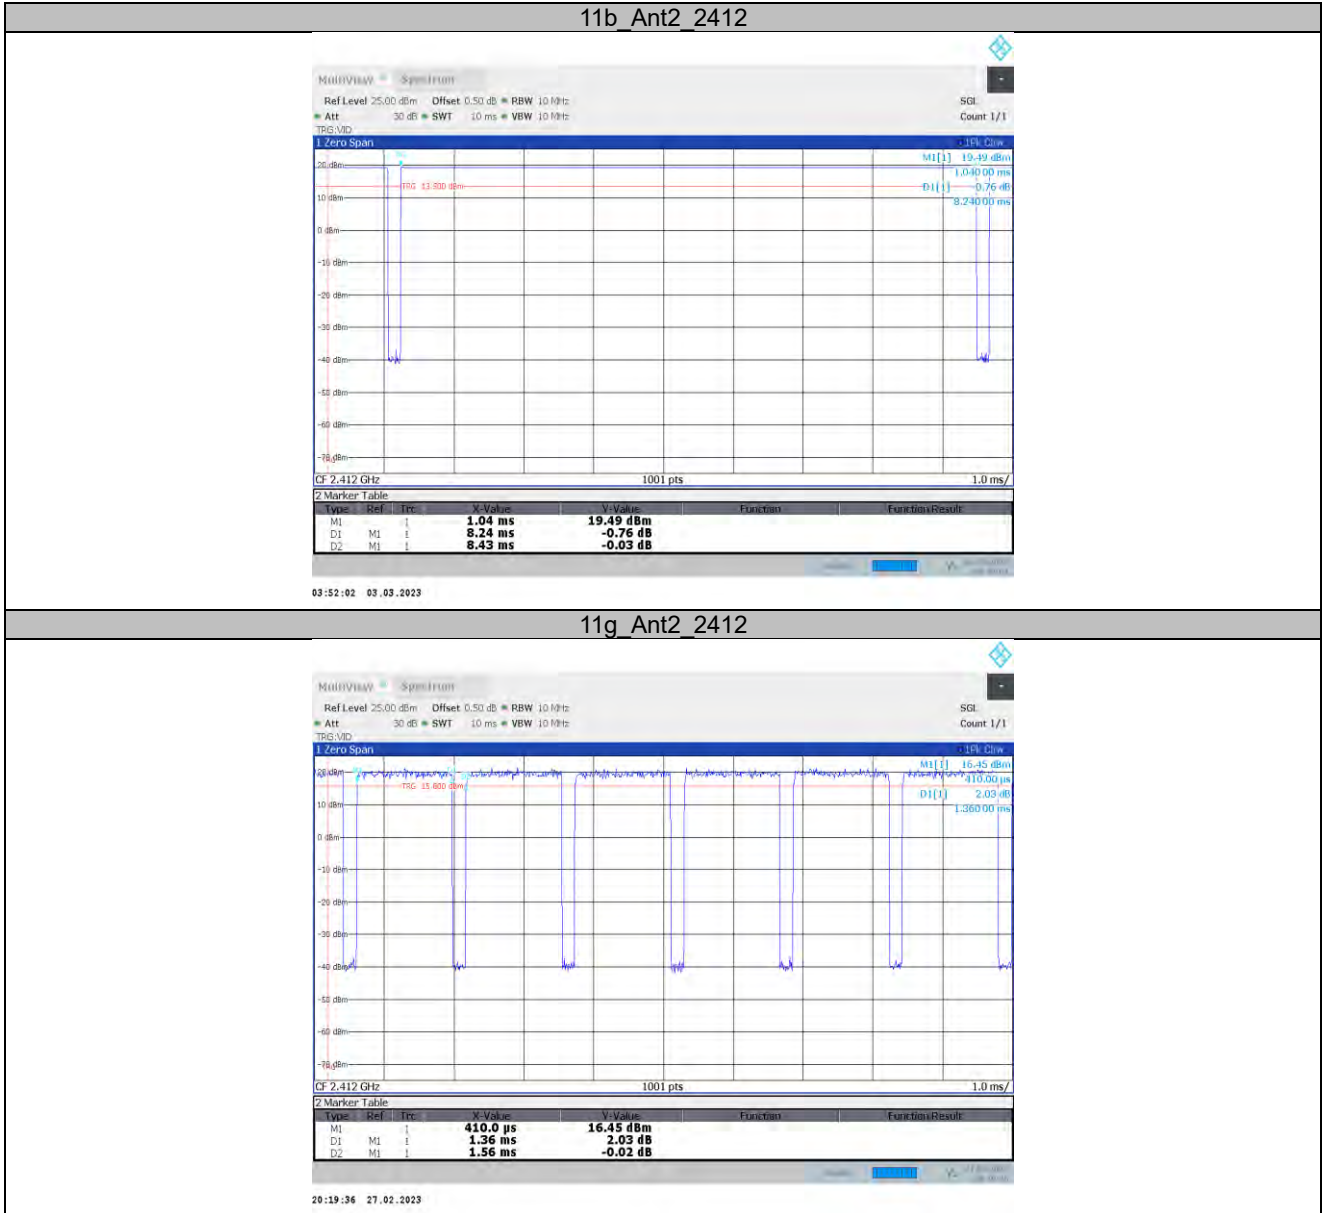 11b_Ant2_2412
MultiView Spectrum
Ref Level 25.00 dBm Offset 0.50 dB RBW 10 MHz SGL
Att 30 dB SWT 10 ms VBW 10 MHz Count 1/1
TRG:VID
1 Zero Span 1Pk Clrw
M1[1] 19.49 dBm
1.04000 ms
D1[1] -0.76 dB
8.24000 ms
20 dBm
TRG 13.500 dBm
10 dBm
0 dBm
-10 dBm
-20 dBm
-30 dBm
-40 dBm
-50 dBm
-60 dBm
-70 dBm
CF 2.412 GHz 1001 pts 1.0 ms/
2 Marker Table
Type Ref Trc X-Value Y-Value Function Function Result
M1 1 1.04 ms 19.49 dBm
D1 M1 1 8.24 ms -0.76 dB
D2 M1 1 8.43 ms -0.03 dB
03:52:02 03.03.2023
11g_Ant2_2412
MultiView Spectrum
Ref Level 25.00 dBm Offset 0.50 dB RBW 10 MHz SGL
Att 30 dB SWT 10 ms VBW 10 MHz Count 1/1
TRG:VID
1 Zero Span 1Pk Clrw
M1[1] 16.45 dBm
410.00 µs
D1[1] 2.03 dB
1.36000 ms
20 dBm
TRG 15.600 dBm
10 dBm
0 dBm
-10 dBm
-20 dBm
-30 dBm
-40 dBm
-50 dBm
-60 dBm
-70 dBm
CF 2.412 GHz 1001 pts 1.0 ms/
2 Marker Table
Type Ref Trc X-Value Y-Value Function Function Result
M1 1 410.0 µs 16.45 dBm
D1 M1 1 1.36 ms 2.03 dB
D2 M1 1 1.56 ms -0.02 dB
20:19:36 27.02.2023